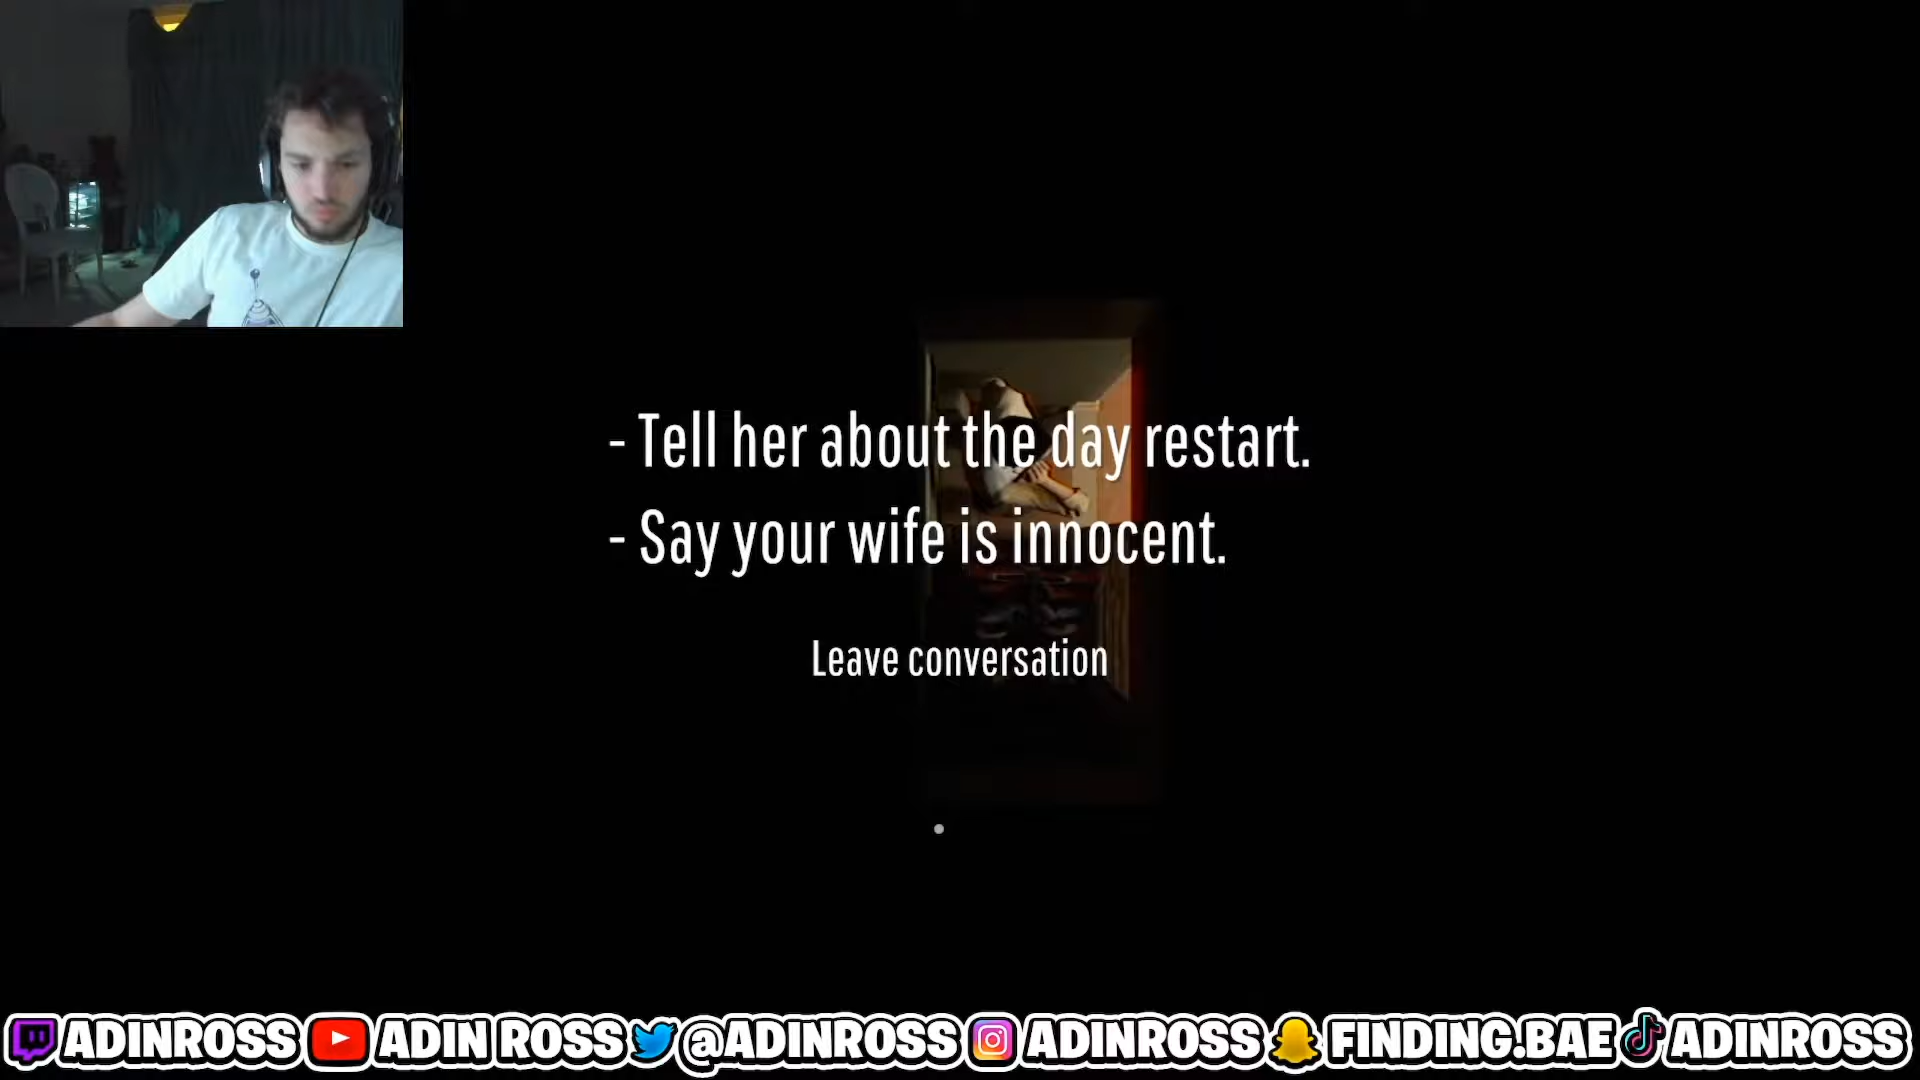 - Tell her about the day restart.
- Say your wife is innocent.
Leave conversation
ADINROSS ADIN ROSS @ADINROSS ADINROSS FINDING.BAE ADINROSS